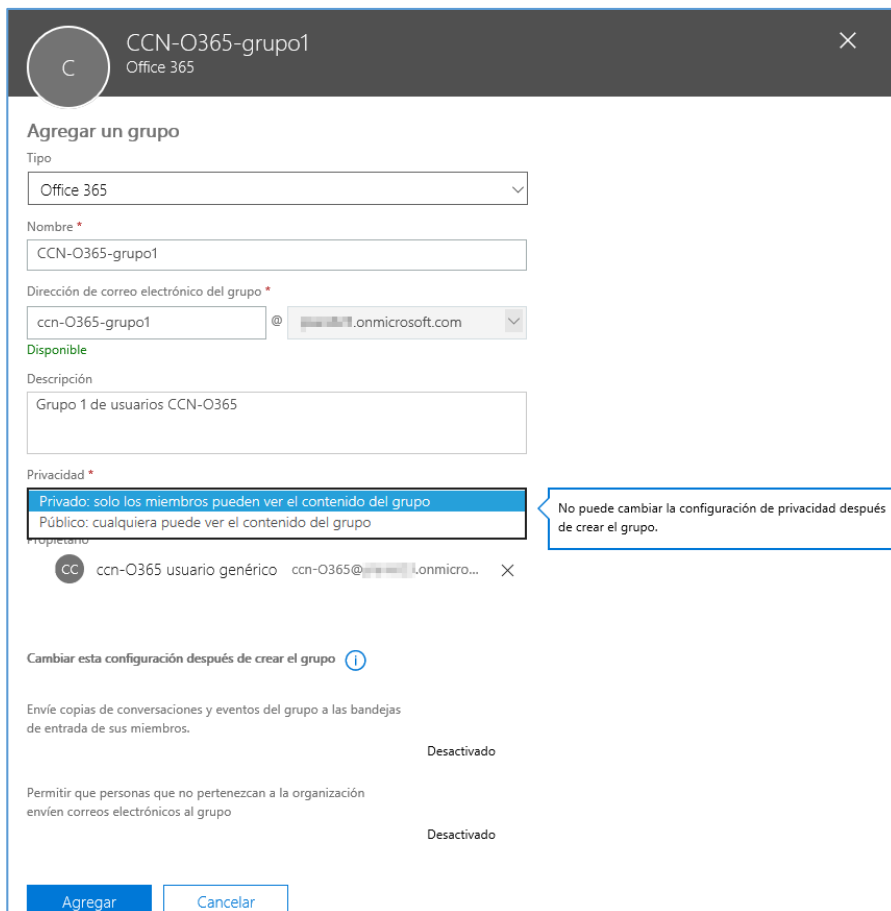 C
CCN-O365-grupo1
Office 365
Agregar un grupo
Tipo
Office 365
Nombre *
CCN-O365-grupo1
Dirección de correo electrónico del grupo *
ccn-O365-grupo1 @ .onmicrosoft.com
Disponible
Descripción
Grupo 1 de usuarios CCN-O365
Privacidad *
Privado: solo los miembros pueden ver el contenido del grupo
Público: cualquiera puede ver el contenido del grupo
No puede cambiar la configuración de privacidad después
de crear el grupo.
Propietario
CC ccn-O365 usuario genérico ccn-O365@ .onmicro...
Cambiar esta configuración después de crear el grupo
Envíe copias de conversaciones y eventos del grupo a las bandejas
de entrada de sus miembros.
Desactivado
Permitir que personas que no pertenezcan a la organización
envíen correos electrónicos al grupo
Desactivado
Agregar Cancelar